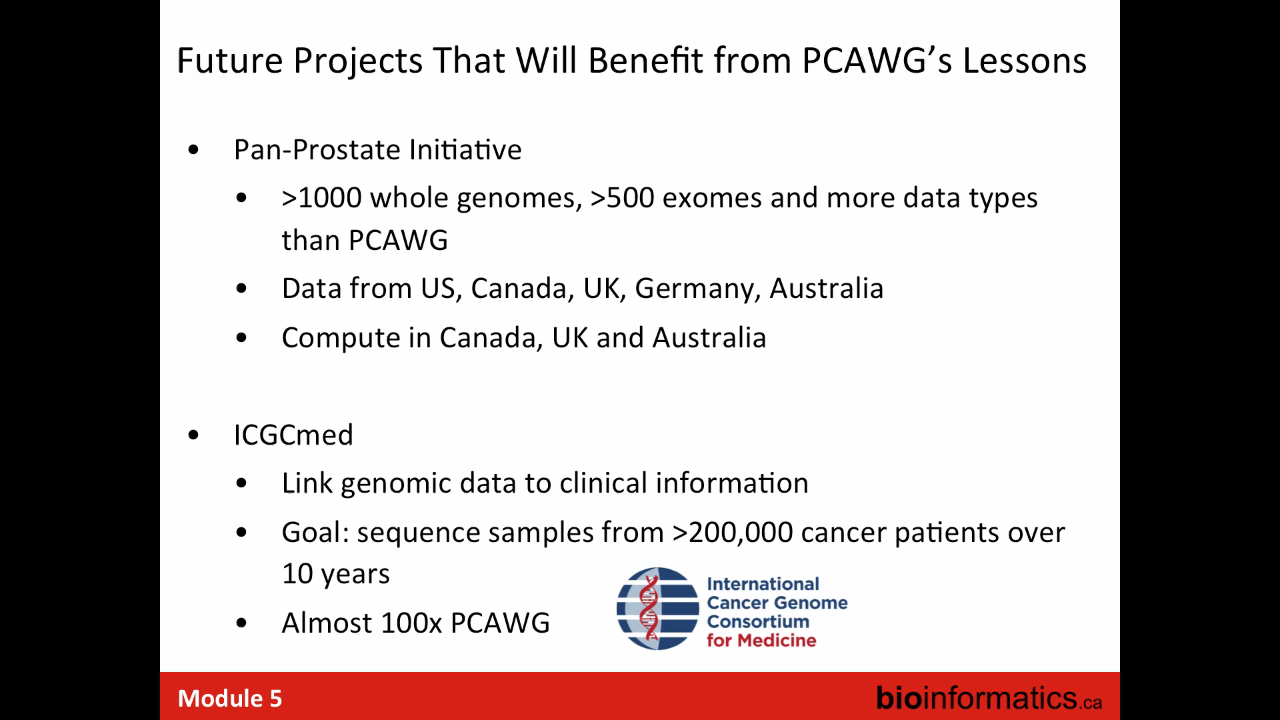 Future Projects That Will Benefit from PCAWG’s Lessons
• Pan-Prostate Initiative
• >1000 whole genomes, >500 exomes and more data types
than PCAWG
• Data from US, Canada, UK, Germany, Australia
• Compute in Canada, UK and Australia
• ICGCmed
• Link genomic data to clinical information
• Goal: sequence samples from >200,000 cancer patients over
10 years
• Almost 100x PCAWG
International
Cancer Genome
Consortium
for Medicine
Module 5
bioinformatics.ca